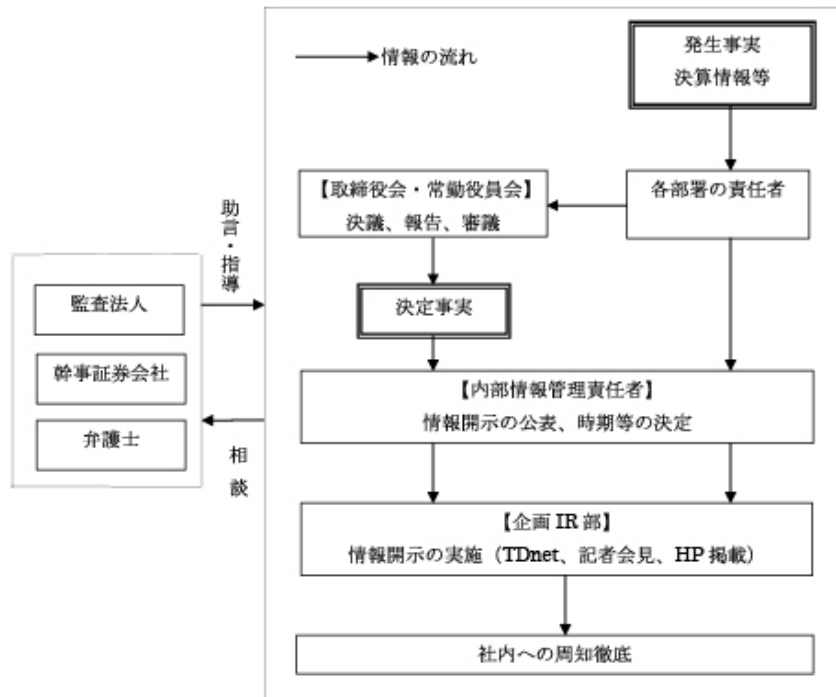 情報の流れ
発生事実
決算情報等
【取締役会・常勤役員会】
決議、報告、審議
各部署の責任者
助言・指導
監査法人
幹事証券会社
弁護士
相談
決定事実
【内部情報管理責任者】
情報開示の公表、時期等の決定
【企画 IR 部】
情報開示の実施（TDnet、記者会見、HP 掲載）
社内への周知徹底